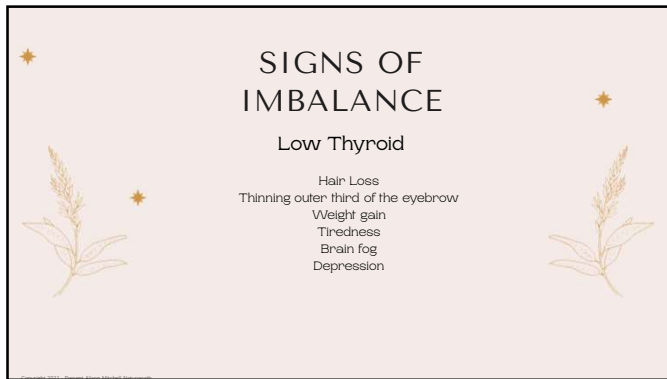 SIGNS OF
IMBALANCE
Low Thyroid
Hair Loss
Thinning outer third of the eyebrow
Weight gain
Tiredness
Brain fog
Depression